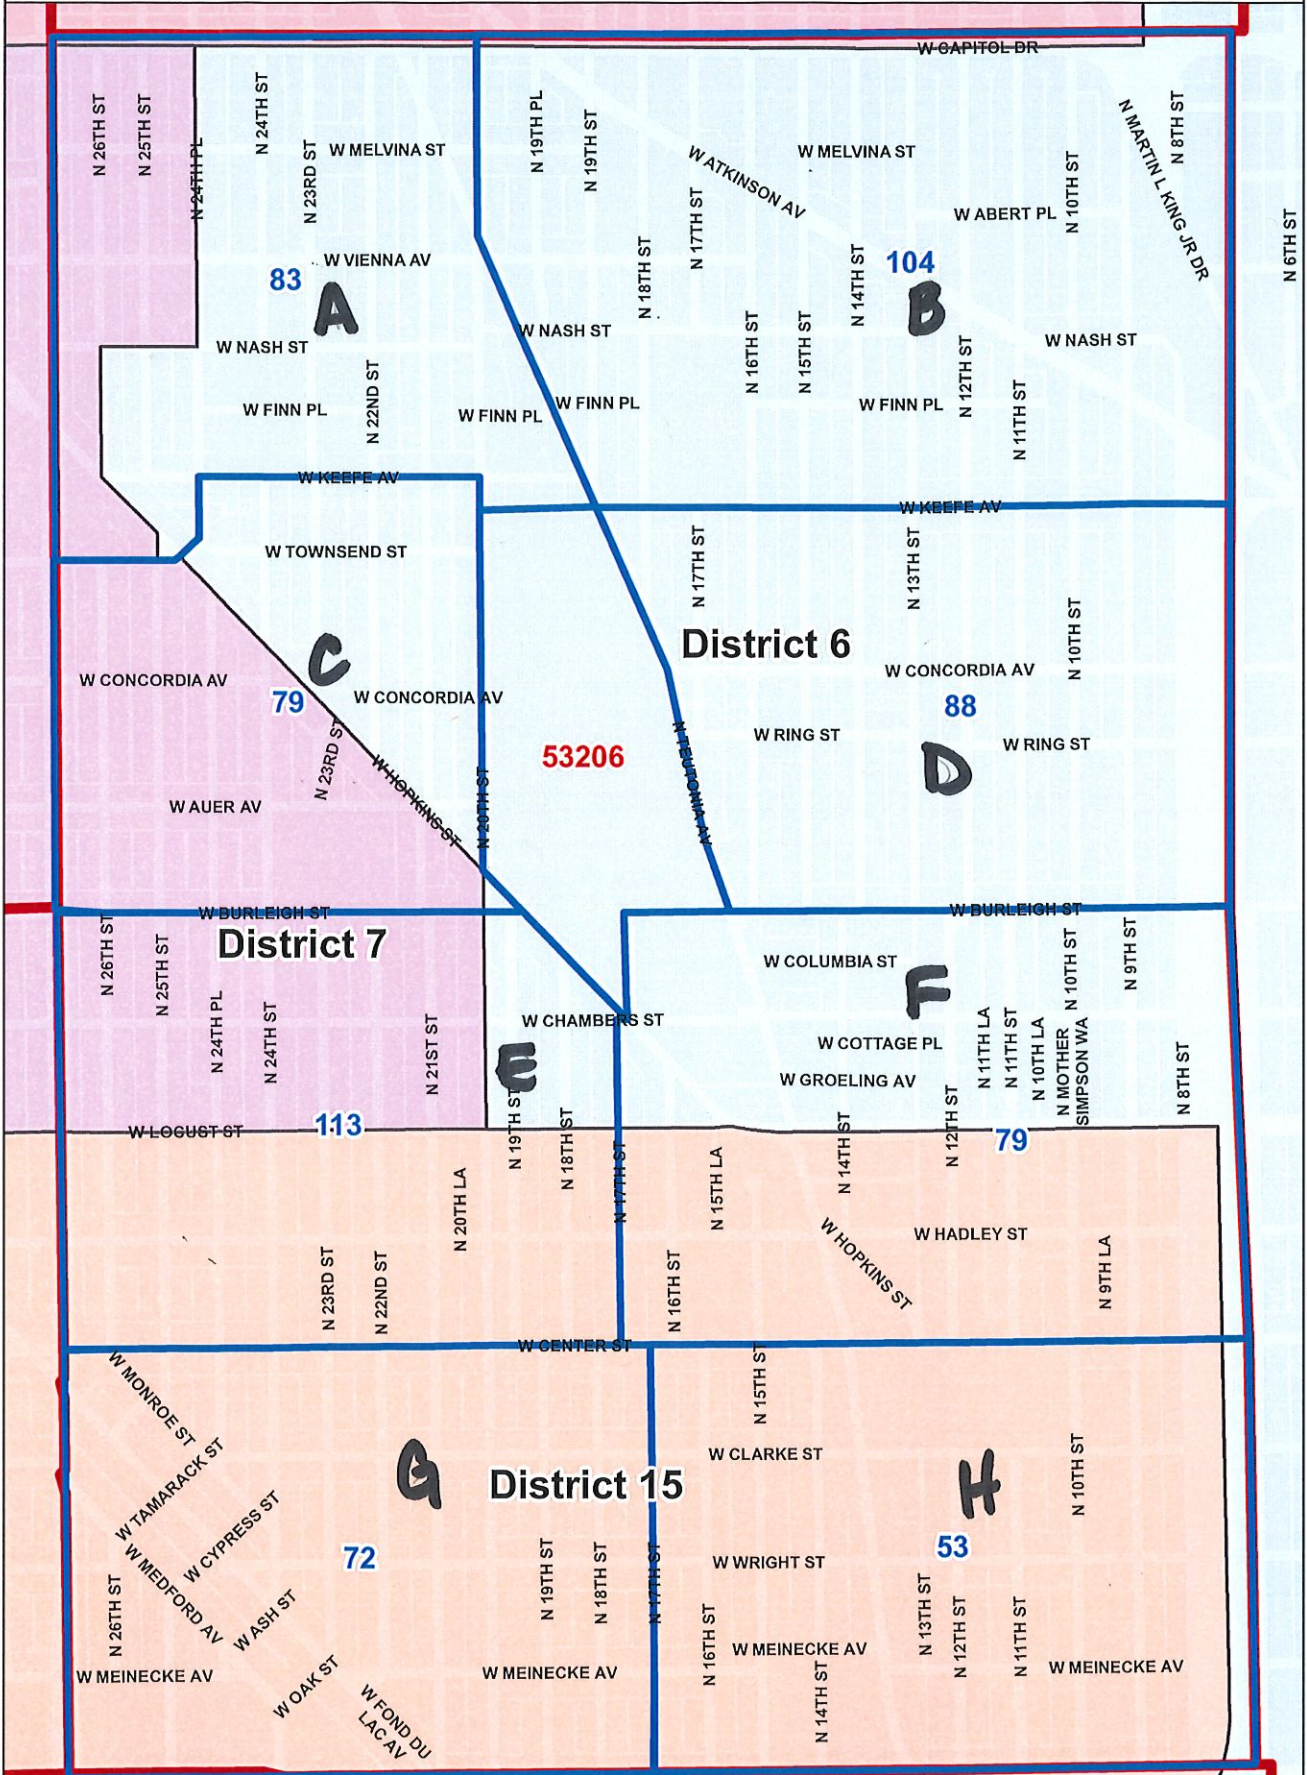 W CAPITOL DR
N 26TH ST
N 25TH ST
N 24TH PL
N 24TH ST
N 23RD ST
W MELVINA ST
N 19TH PL
N 19TH ST
W ATKINSON AV
W MELVINA ST
N MARTIN L KING JR DR
N 8TH ST
N 10TH ST
N 17TH ST
W ABERT PL
N 6TH ST
W VIENNA AV
83
A
N 18TH ST
N 14TH ST
104
B
W NASH ST
W NASH ST
W NASH ST
N 22ND ST
N 16TH ST
N 15TH ST
N 12TH ST
N 11TH ST
W FINN PL
W FINN PL
W FINN PL
W FINN PL
W KEEFE AV
W KEEFE AV
W TOWNSEND ST
N 17TH ST
N 13TH ST
N 10TH ST
District 6
C
W CONCORDIA AV
79
W CONCORDIA AV
W CONCORDIA AV
88
N 23RD ST
W HOPKINS ST
53206
N TEUTONIA AV
W RING ST
W RING ST
D
W AUER AV
N 20TH ST
W BURLEIGH ST
W BURLEIGH ST
District 7
N 26TH ST
N 25TH ST
N 24TH PL
N 24TH ST
N 21ST ST
W COLUMBIA ST
F
N 10TH ST
N 9TH ST
W CHAMBERS ST
E
W COTTAGE PL
W GROELING AV
N 11TH LA
N 11TH ST
N 10TH LA
N MOTHER
SIMPSON WA
N 8TH ST
W LOCUST ST
113
N 19TH ST
N 18TH ST
N 17TH ST
N 15TH LA
N 14TH ST
N 12TH ST
79
N 20TH LA
N 23RD ST
N 22ND ST
N 16TH ST
W HOPKINS ST
W HADLEY ST
N 9TH LA
W CENTER ST
W MONROE ST
W TAMARACK ST
W CYPRESS ST
W MEDFORD AV
G
District 15
N 15TH ST
W CLARKE ST
H
N 10TH ST
72
53
N 19TH ST
N 18TH ST
N 17TH ST
W WRIGHT ST
N 26TH ST
W ASH ST
W MEINECKE AV
W OAK ST
W FOND DU
LAC AV
W MEINECKE AV
N 16TH ST
W MEINECKE AV
N 14TH ST
N 13TH ST
N 12TH ST
N 11TH ST
W MEINECKE AV